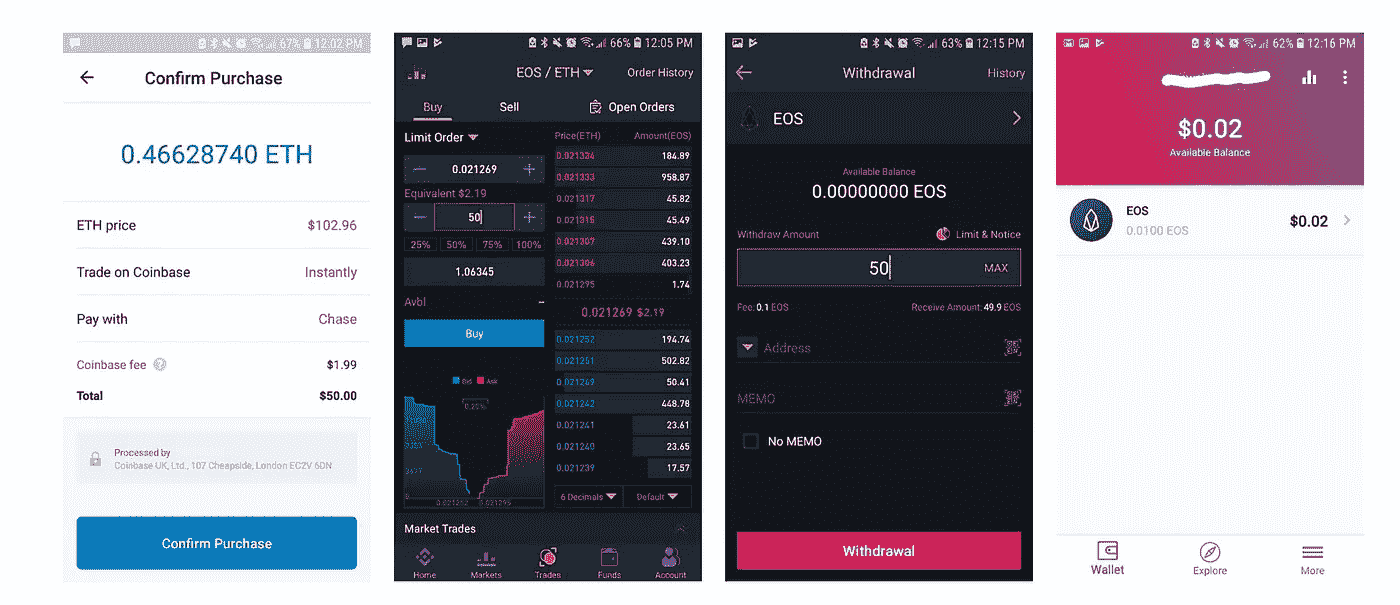 67% 12:02 PM
Confirm Purchase
0.46628740 ETH
ETH price $102.96
Trade on Coinbase Instantly
Pay with Chase
Coinbase fee $1.99
Total $50.00
Processed by
Coinbase UK, Ltd., 107 Cheapside, London EC2V 6DN
Confirm Purchase
66% 12:05 PM
EOS / ETH Order History
Buy Sell Open Orders
Limit Order
Price(ETH) Amount(EOS)
0.021269
Equivalent $2.19
50
25% 50% 75% 100%
1.06345
Avbl --
Buy
Bid Ask
0.20%
0
0.021252 0.021295
0.021334 184.89
0.021333 958.87
0.021317 45.82
0.021315 45.49
0.021307 439.10
0.021306 403.23
0.021295 1.74
0.021269 $2.19
0.021252 194.74
0.021251 502.82
0.021249 50.41
0.021242 448.78
0.021241 23.61
0.021240 23.65
0.021239 17.57
6 Decimals Default
Market Trades
Home Markets Trades Funds Account
63% 12:15 PM
Withdrawal History
EOS
Available Balance
0.00000000 EOS
Withdraw Amount Limit & Notice
50 MAX
Fee: 0.1 EOS Receive Amount: 49.9 EOS
Address
MEMO
No MEMO
Withdrawal
62% 12:16 PM
$0.02
Available Balance
EOS
0.0100 EOS
$0.02
Wallet Explore More